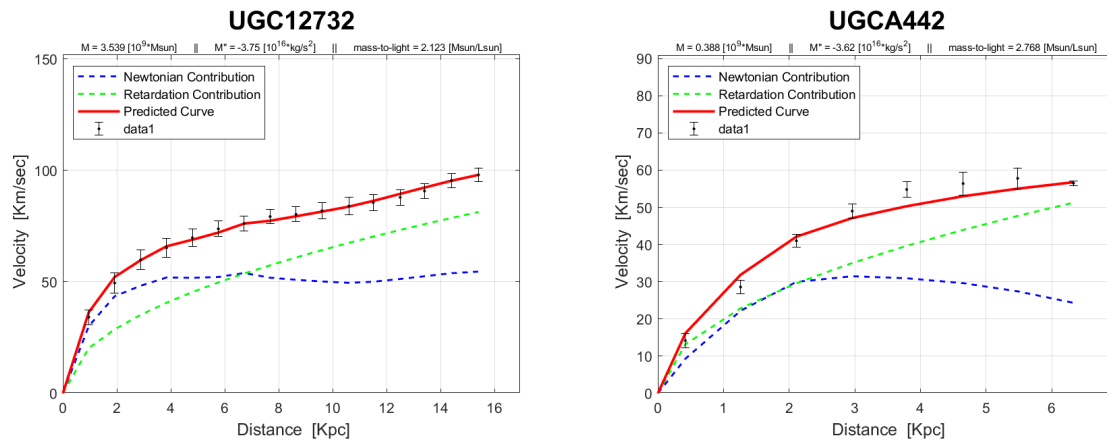 UGC12732
M = 3.539 [10⁹*Msun] || M" = -3.75 [10¹⁶*kg/s²] || mass-to-light = 2.123 [Msun/Lsun]
150
100
50
0
Velocity [Km/sec]
Newtonian Contribution
Retardation Contribution
Predicted Curve
data1
0 2 4 6 8 10 12 14 16
Distance [Kpc]
UGCA442
M = 0.388 [10⁹*Msun] || M" = -3.62 [10¹⁶*kg/s²] || mass-to-light = 2.768 [Msun/Lsun]
90
80
70
60
50
40
30
20
10
0
Velocity [Km/sec]
Newtonian Contribution
Retardation Contribution
Predicted Curve
data1
0 1 2 3 4 5 6
Distance [Kpc]